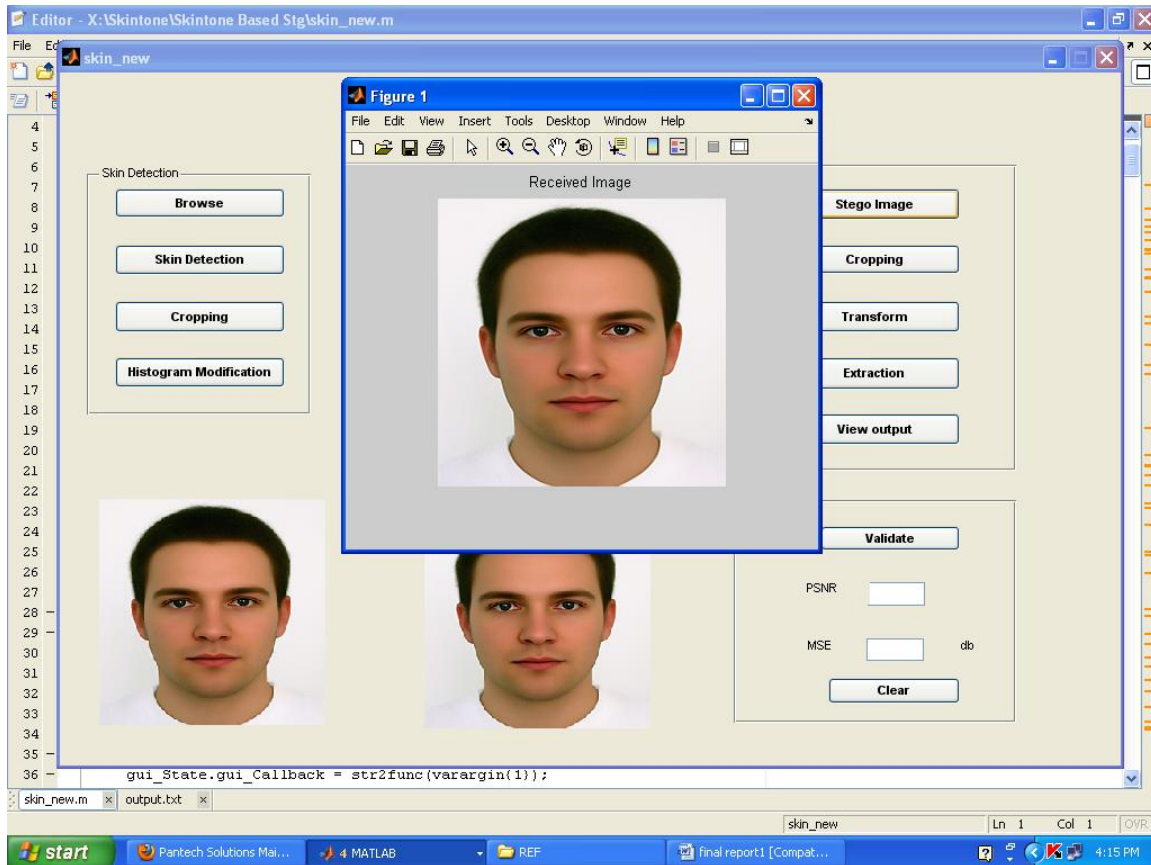 Editor - X:\Skintone\Skintone Based Stg\skin_new.m
File
skin_new
Figure 1
File Edit View Insert Tools Desktop Window Help
Received Image
Skin Detection
Browse
Skin Detection
Cropping
Histogram Modification
Stego Image
Cropping
Transform
Extraction
View output
Validate
PSNR
MSE
db
Clear
4
5
6
7
8
9
10
11
12
13
14
15
16
17
18
19
20
21
22
23
24
25
26
27
28 -
29 -
30
31
32
33
34
35 -
36 - gui_State.gui_Callback = str2func(varargin{1});
skin_new.m × output.txt ×
skin_new Ln 1 Col 1 OVR
start Pantech Solutions Mai... 4 MATLAB REF final report1 [Compat... 4:15 PM